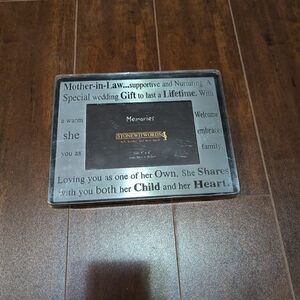 Mother-in-Law...supportive and Nurturing. A
Special wedding Gift to last a Lifetime. With
a warm Welcome
she embrace
you as family.
Memories
STONEWITWORDS
Loving you as one of her Own. She Shares
with you both her Child and her Heart.